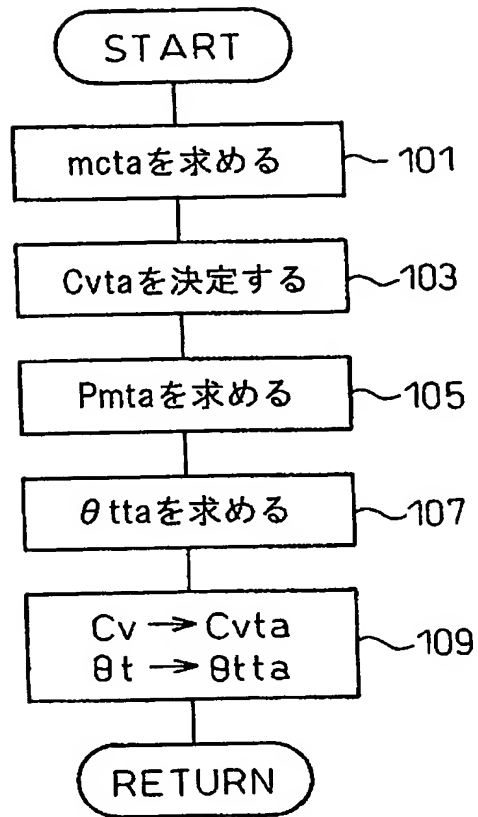 START
mctaを求める
101
Cvtaを決定する
103
Pmtaを求める
105
θttaを求める
107
Cv→Cvta
θt→θtta
109
RETURN